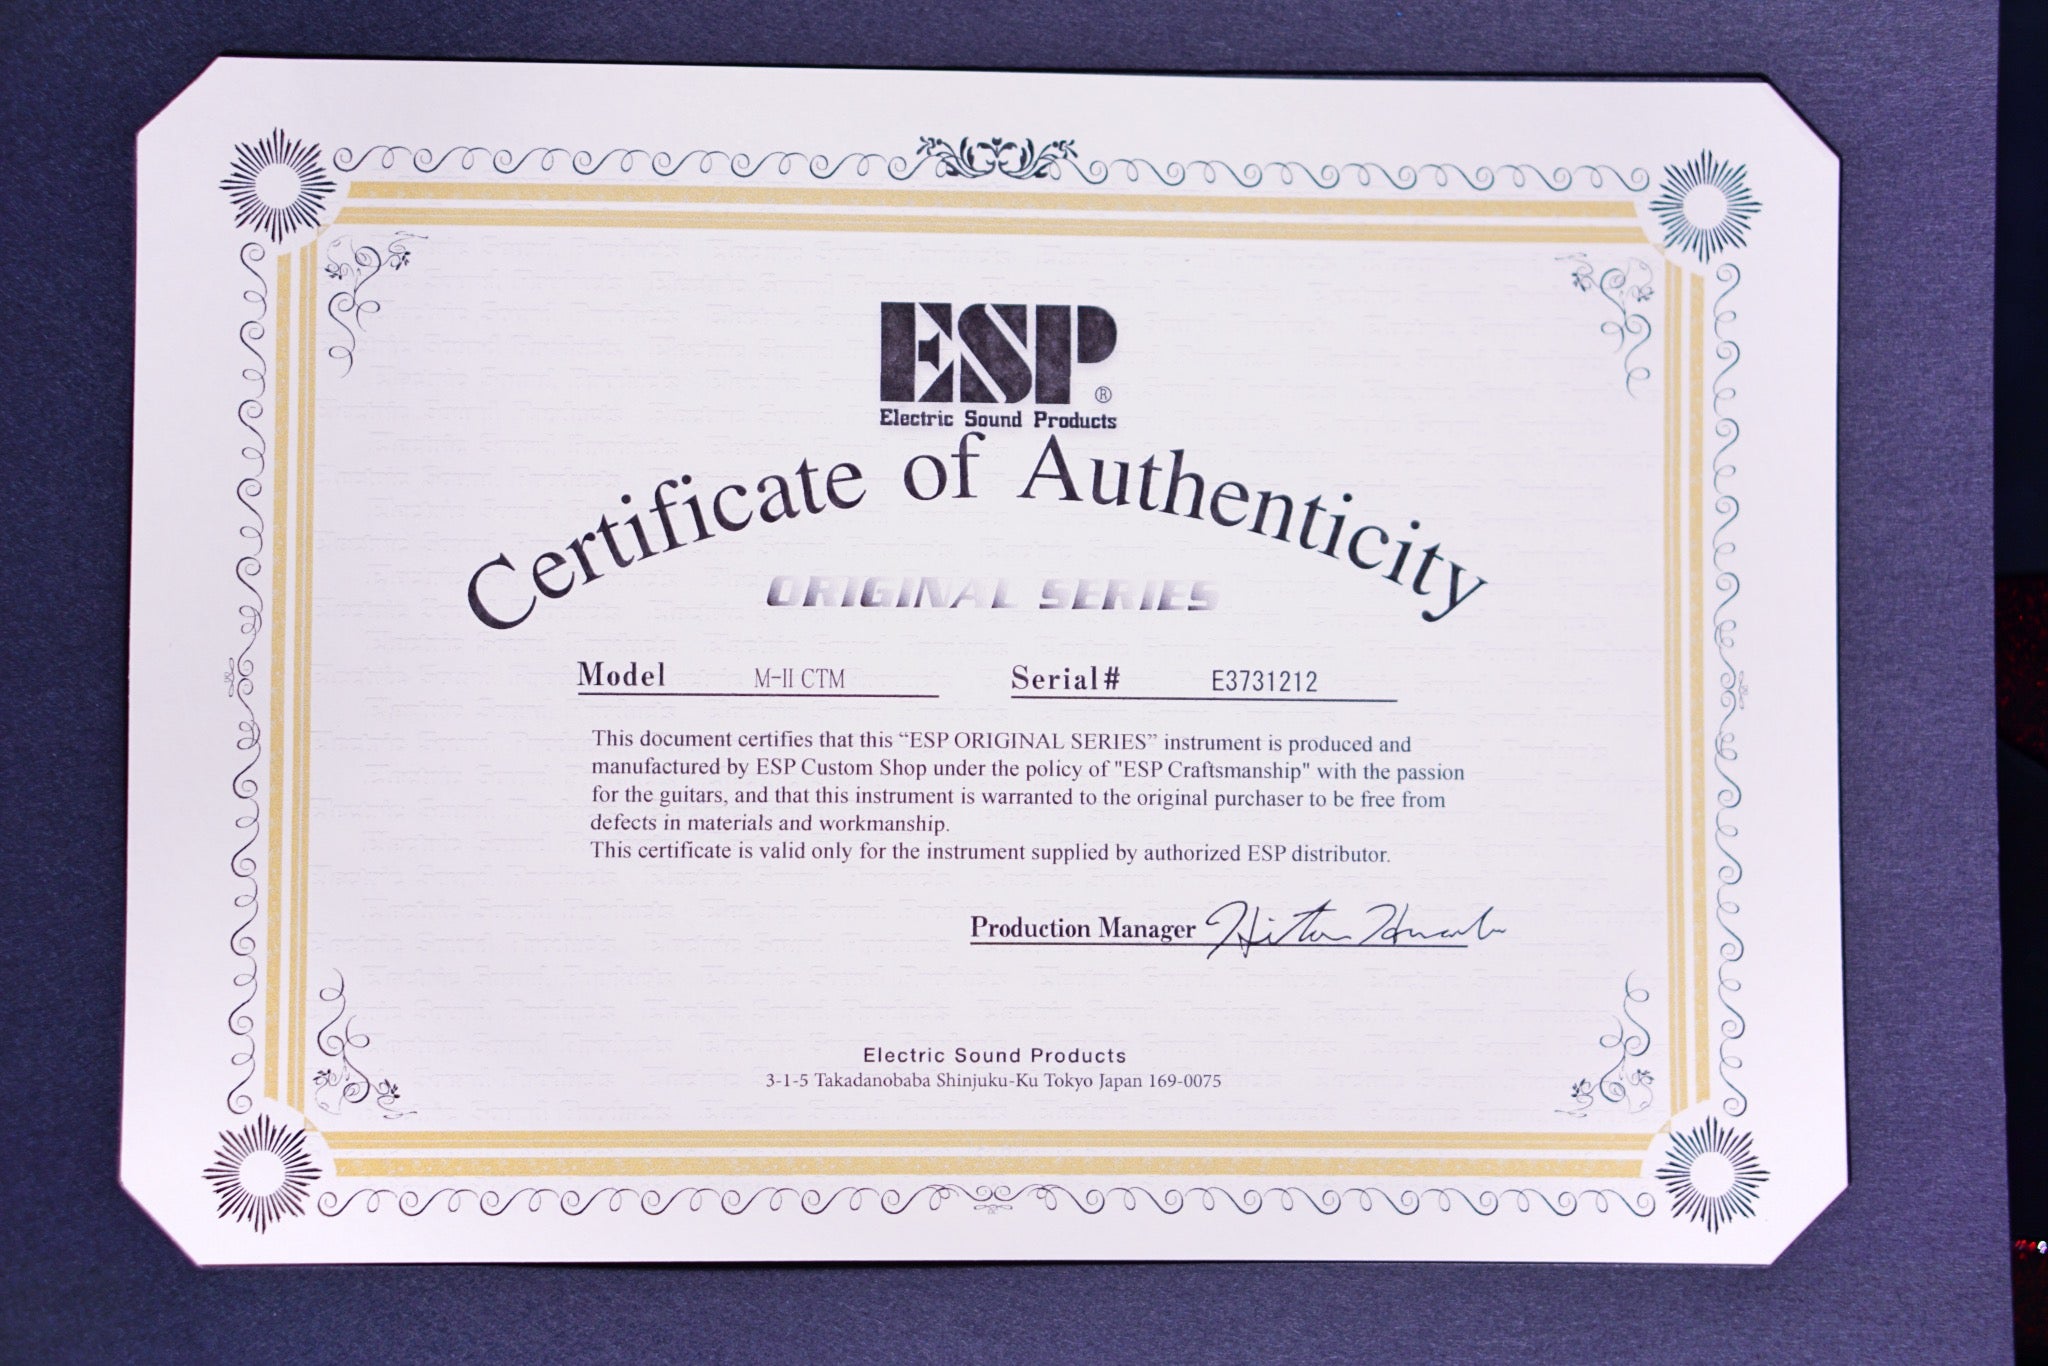 ESP®
Electric Sound Products
Certificate of Authenticity
ORIGINAL SERIES
Model M-II CTM Serial# E3731212
This document certifies that this “ESP ORIGINAL SERIES” instrument is produced and
manufactured by ESP Custom Shop under the policy of "ESP Craftsmanship" with the passion
for the guitars, and that this instrument is warranted to the original purchaser to be free from
defects in materials and workmanship.
This certificate is valid only for the instrument supplied by authorized ESP distributor.
Production Manager
Electric Sound Products
3-1-5 Takadanobaba Shinjuku-Ku Tokyo Japan 169-0075